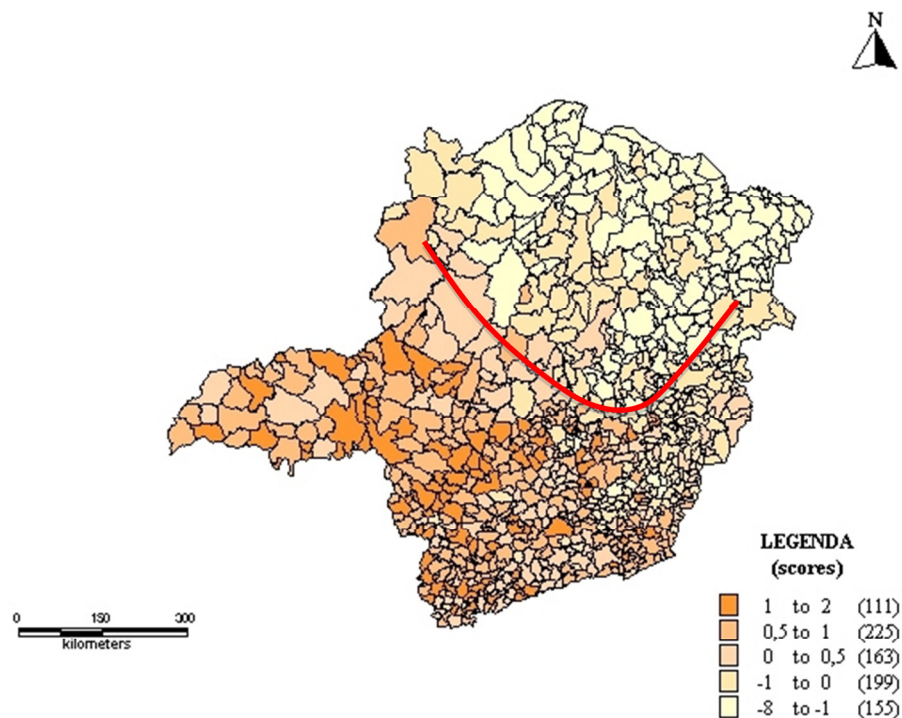 N
0 150 300
kilometers
LEGENDA
(scores)
1 to 2 (111)
0,5 to 1 (225)
0 to 0,5 (163)
-1 to 0 (199)
-8 to -1 (155)